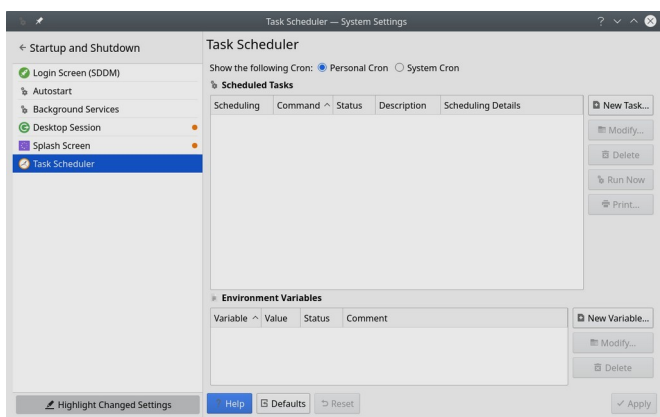 Task Scheduler — System Settings
Startup and Shutdown
Login Screen (SDDM)
Autostart
Background Services
Desktop Session
Splash Screen
Task Scheduler
Highlight Changed Settings
Task Scheduler
Show the following Cron: Personal Cron System Cron
Scheduled Tasks
Scheduling Command Status Description Scheduling Details
New Task...
Modify...
Delete
Run Now
Print...
Environment Variables
Variable Value Status Comment
New Variable...
Modify...
Delete
Help Defaults Reset Apply